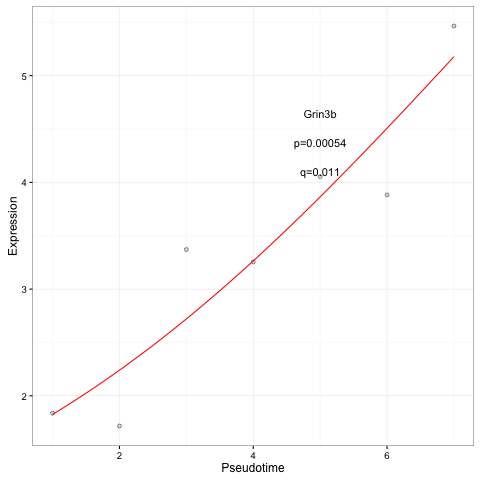 Grin3b
p=0.00054
q=0.011
5
4
3
2
Expression
2
4
6
Pseudotime